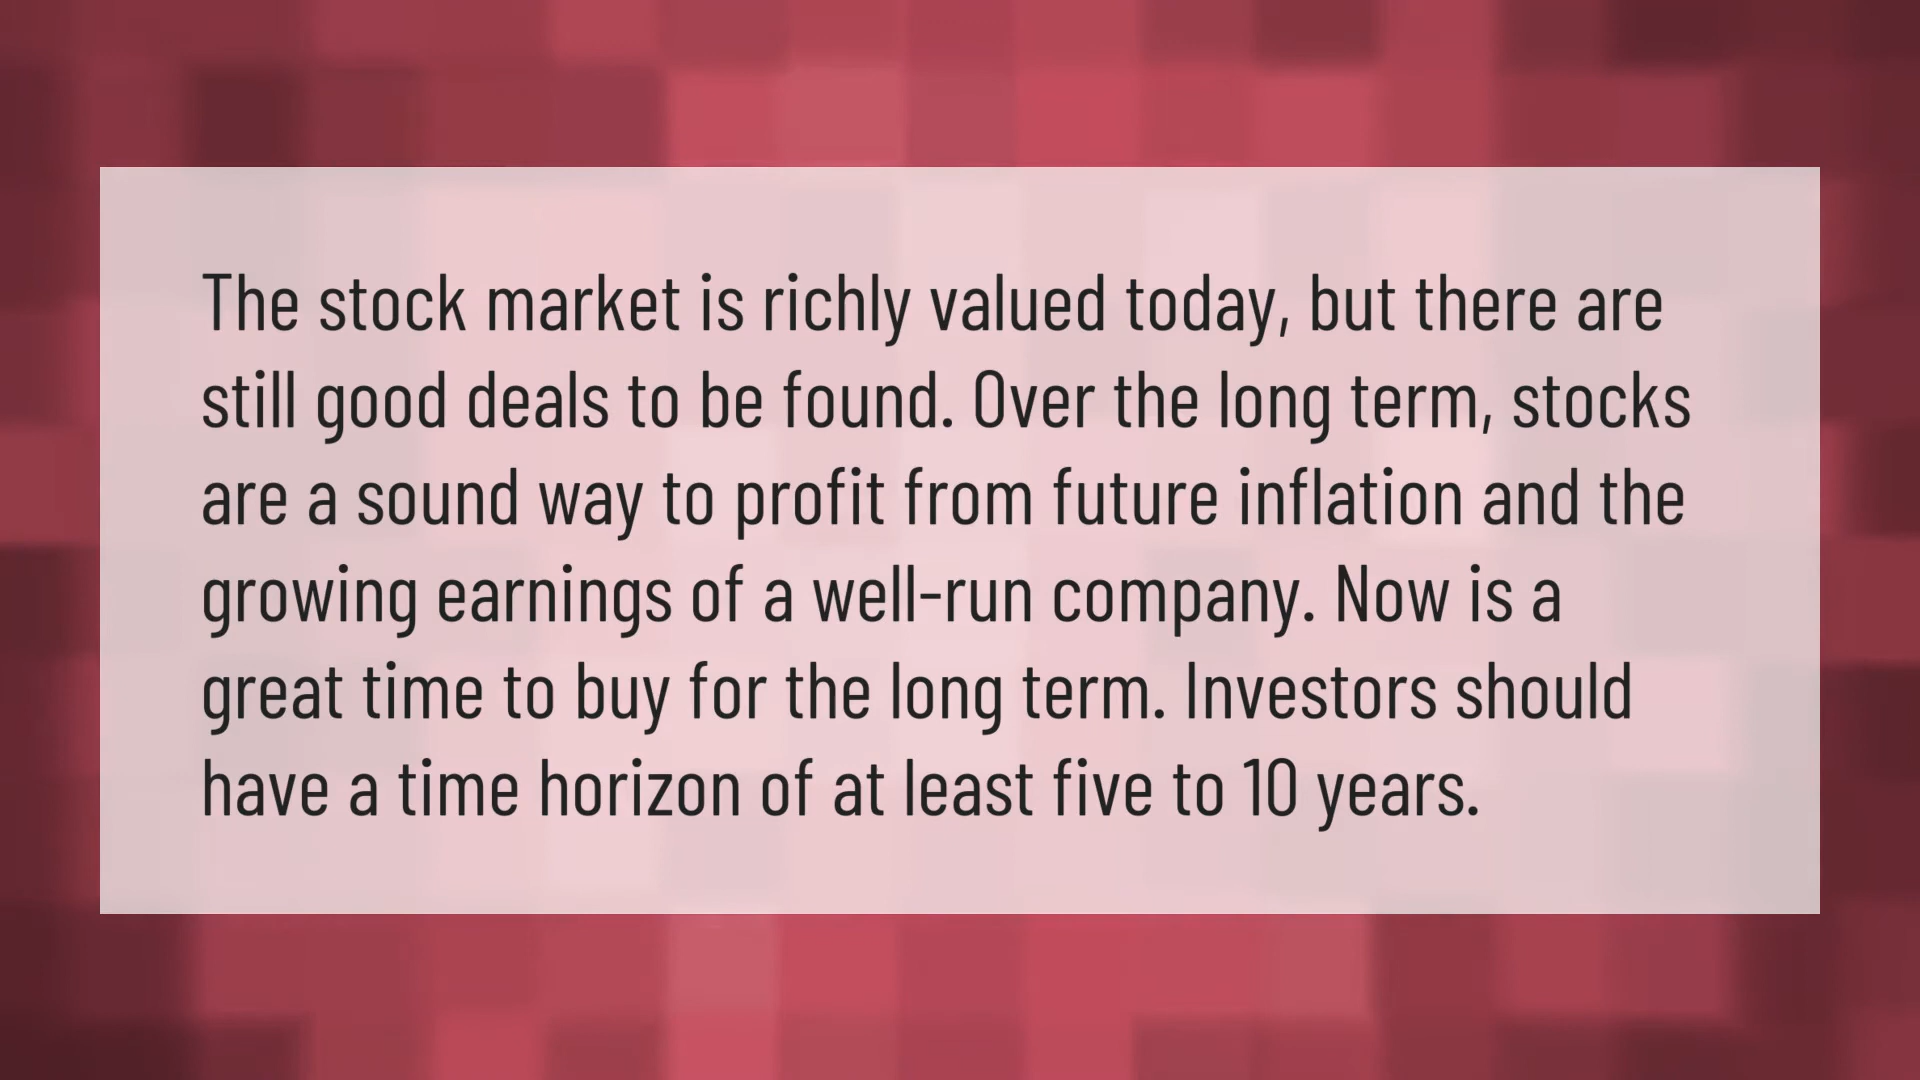 The stock market is richly valued today, but there are
still good deals to be found. Over the long term, stocks
are a sound way to profit from future inflation and the
growing earnings of a well-run company. Now is a
great time to buy for the long term. Investors should
have a time horizon of at least five to 10 years.